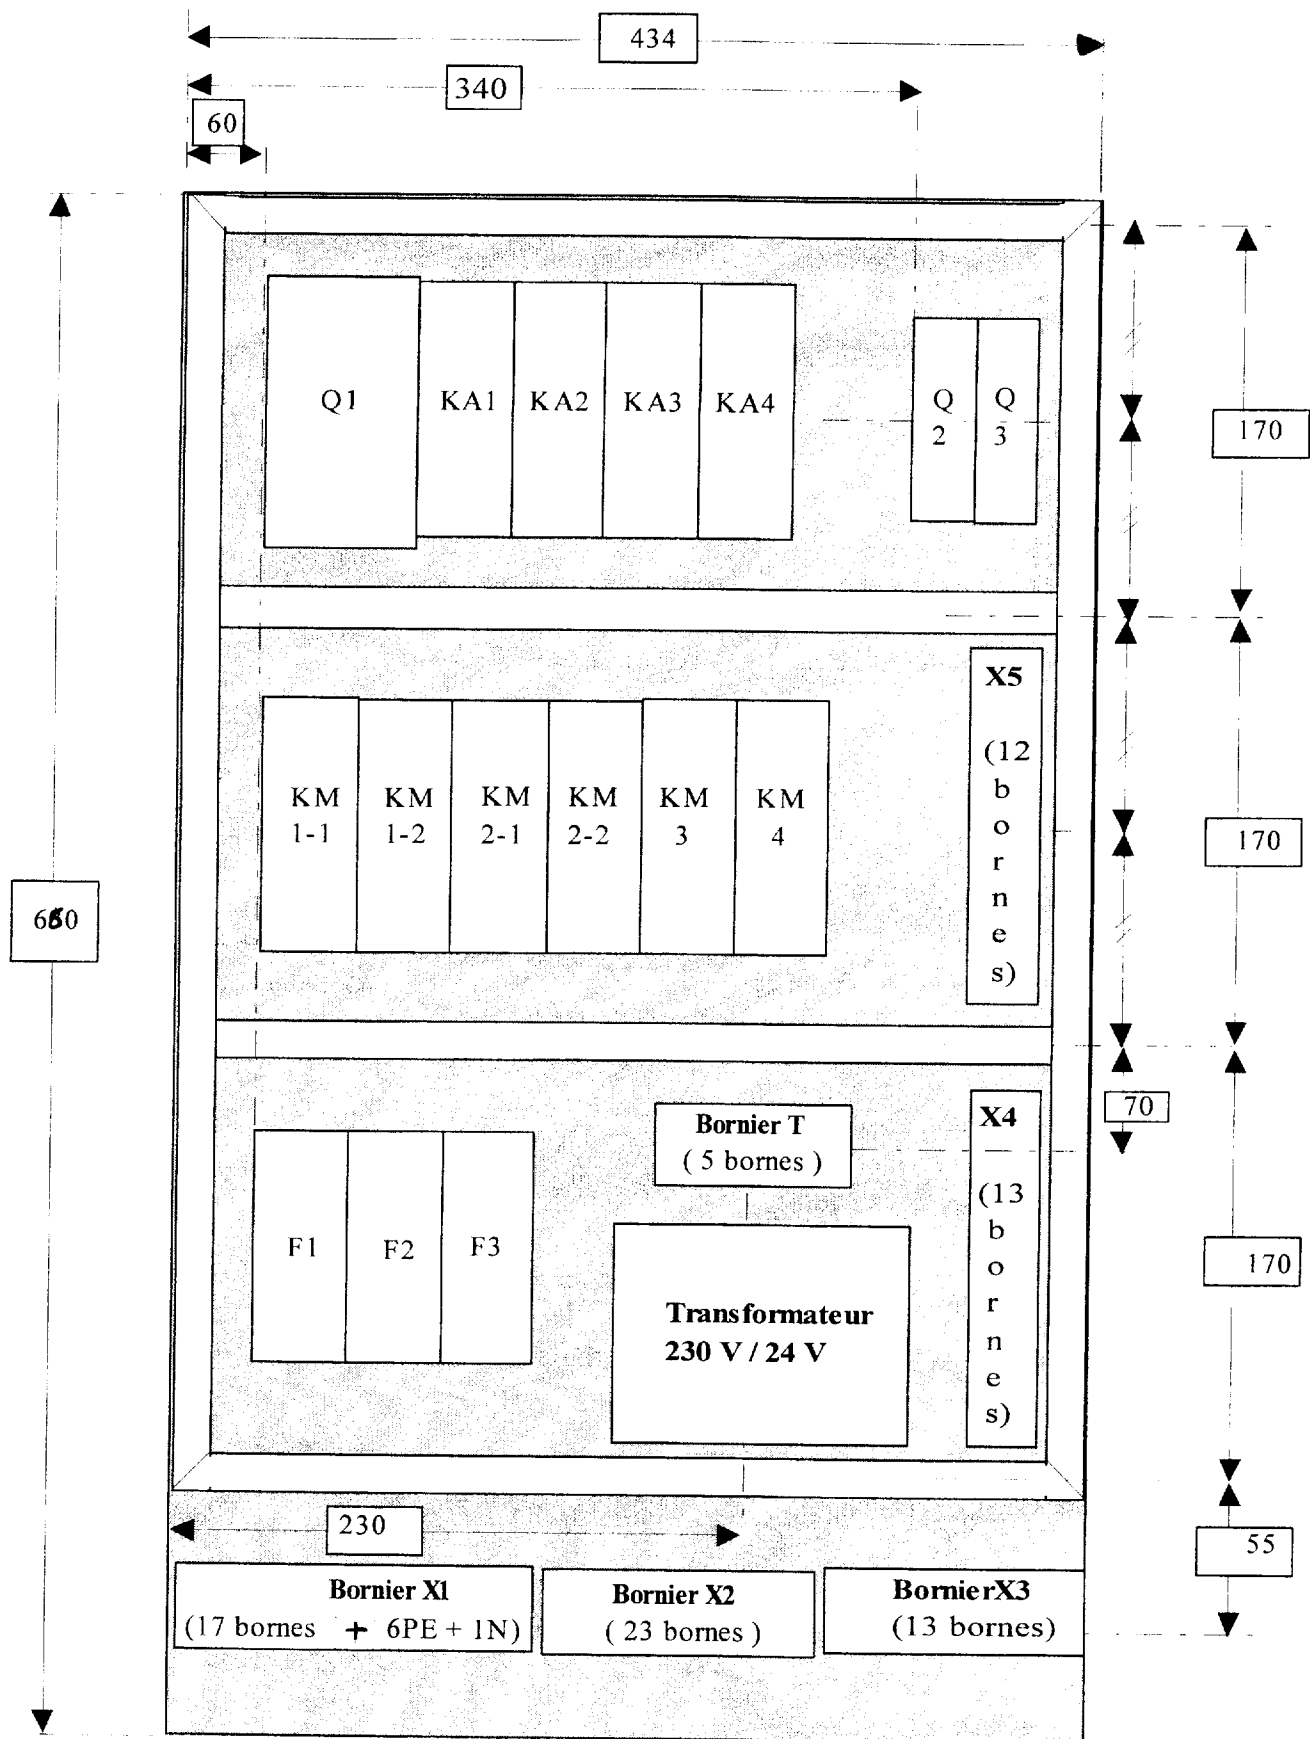 434
340
60
Q1
KA1
KA2
KA3
KA4
Q
2
Q
3
170
KM
1-1
KM
1-2
KM
2-1
KM
2-2
KM
3
KM
4
X5
(12
b
o
r
n
e
s)
170
Bornier T
( 5 bornes )
X4
(13
b
o
r
n
e
s)
70
F1
F2
F3
Transformateur
230 V / 24 V
170
230
55
Bornier X1
(17 bornes + 6PE + 1N)
Bornier X2
( 23 bornes )
BornierX3
(13 bornes)